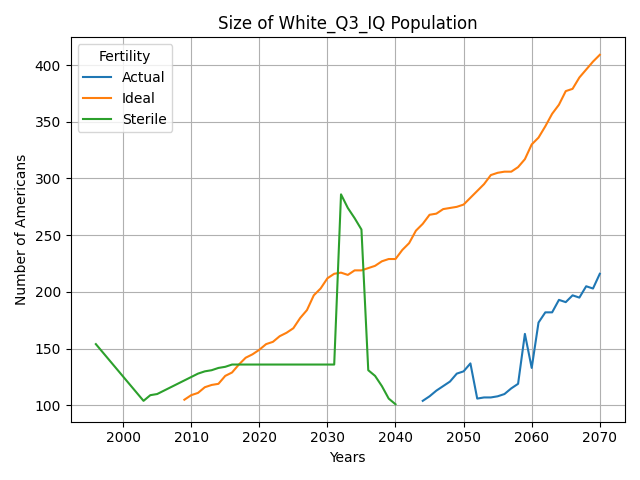 Size of White_Q3_IQ Population
Fertility
Actual
Ideal
Sterile
Number of Americans
400
350
300
250
200
150
100
2000
2010
2020
2030
2040
2050
2060
2070
Years